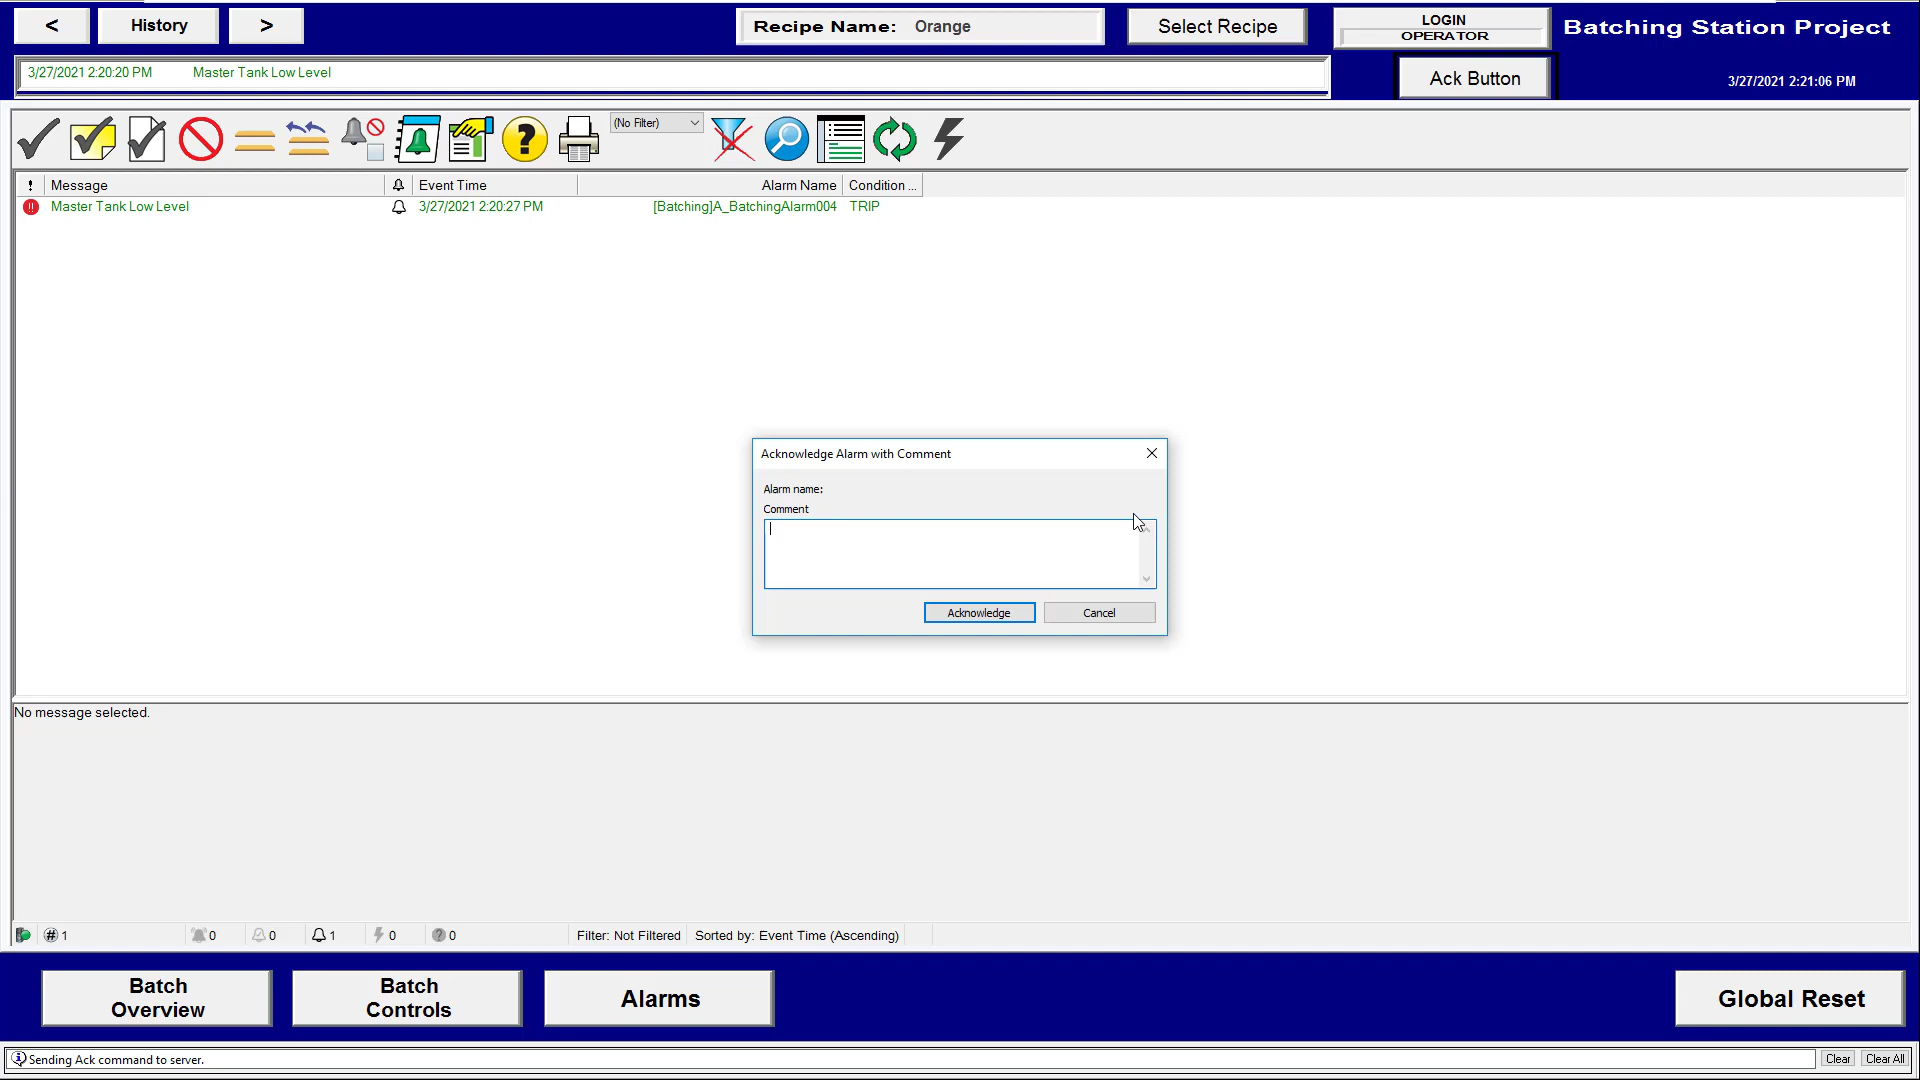 < History > Recipe Name: Orange Select Recipe LOGIN Batching Station Project
OPERATOR
3/27/2021 2:20:20 PM Master Tank Low Level Ack Button 3/27/2021 2:21:06 PM
(No Filter)
! Message Event Time Alarm Name Condition ...
Master Tank Low Level 3/27/2021 2:20:27 PM [Batching]A_BatchingAlarm004 TRIP
Acknowledge Alarm with Comment
Alarm name:
Comment
Acknowledge Cancel
No message selected.
# 1 0 0 1 0 ? 0 Filter: Not Filtered Sorted by: Event Time (Ascending)
Batch Overview
Batch Controls
Alarms
Global Reset
Sending Ack command to server. Clear Clear All